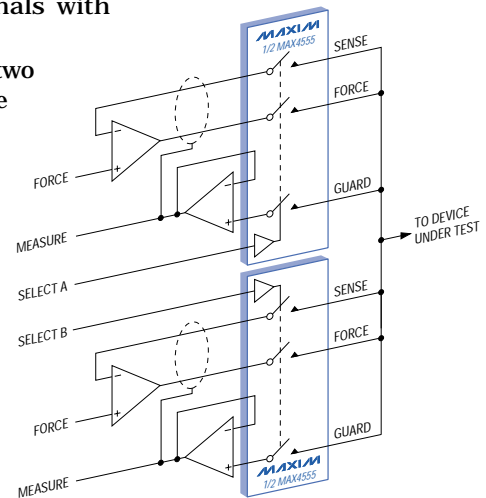 nals with
two
e
MAXIM
1/2 MAX4555
SENSE
FORCE
GUARD
−
+
FORCE
−
+
MEASURE
SELECT A
TO DEVICE
UNDER TEST
SELECT B
SENSE
FORCE
GUARD
−
+
FORCE
−
+
MEASURE
MAXIM
1/2 MAX4555